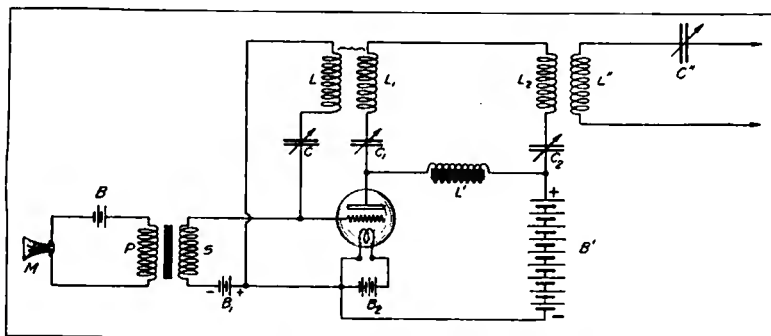 L
L₁
L₂
L"
C"
C
C₁
C₂
L'
B
P
S
M
- B₁ +
B₂
+
B'
-